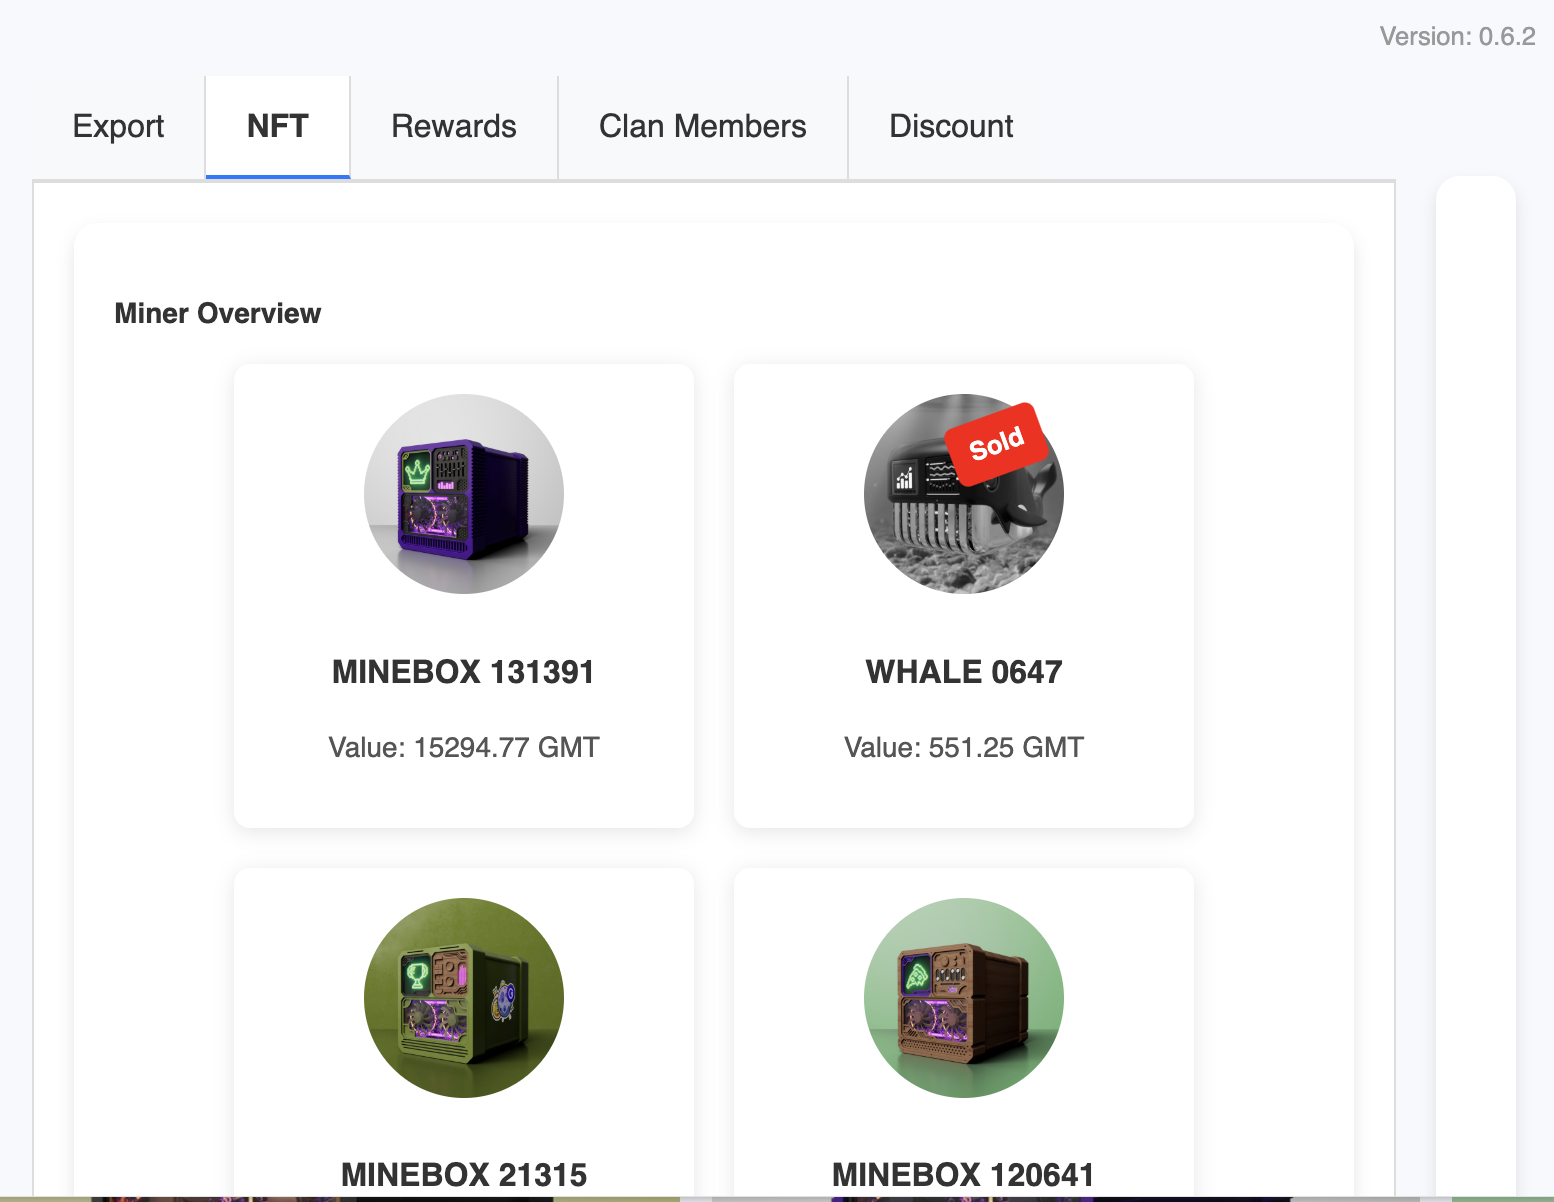 Version: 0.6.2
Export
NFT
Rewards
Clan Members
Discount
Miner Overview
Sold
MINEBOX 131391
WHALE 0647
Value: 15294.77 GMT
Value: 551.25 GMT
MINEBOX 21315
MINEBOX 120641